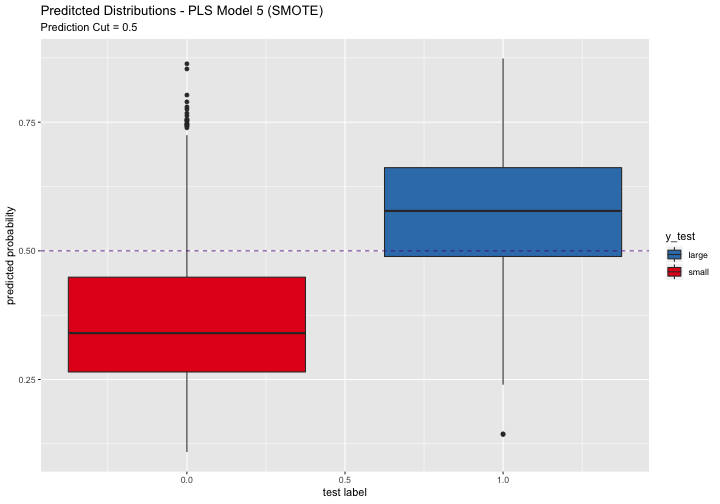 Preditcted Distributions - PLS Model 5 (SMOTE)
Prediction Cut = 0.5
predicted probability
0.75
0.50
0.25
0.0
0.5
1.0
test label
y_test
large
small